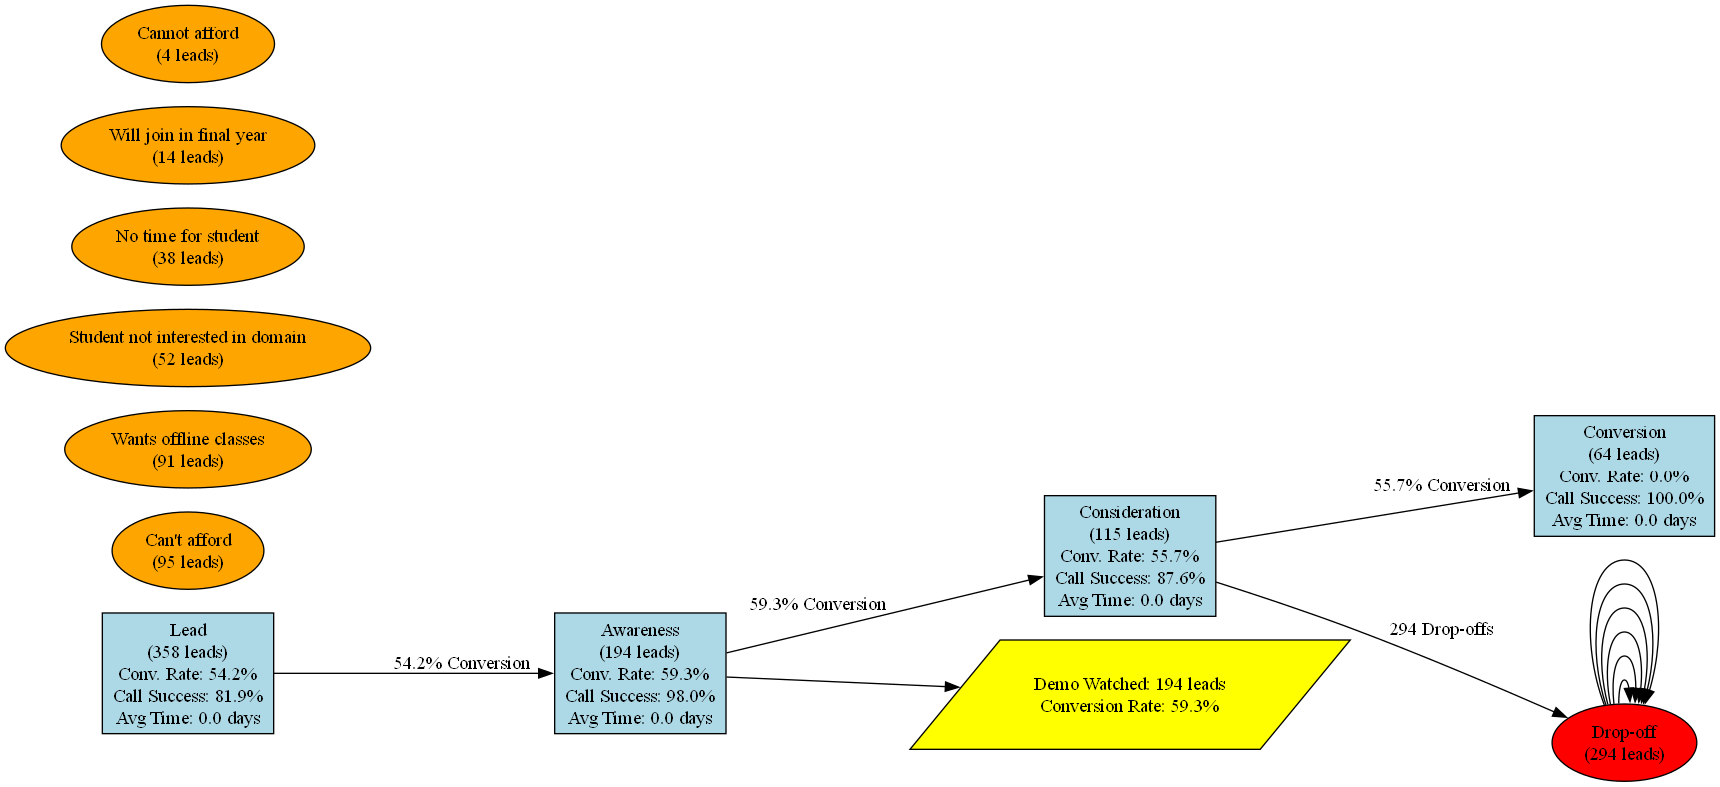 Cannot afford
(4 leads)
Will join in final year
(14 leads)
No time for student
(38 leads)
Student not interested in domain
(52 leads)
Wants offline classes
(91 leads)
Can't afford
(95 leads)
Lead
(358 leads)
Conv. Rate: 54.2%
Call Success: 81.9%
Avg Time: 0.0 days
54.2% Conversion
Awareness
(194 leads)
Conv. Rate: 59.3%
Call Success: 98.0%
Avg Time: 0.0 days
59.3% Conversion
Demo Watched: 194 leads
Conversion Rate: 59.3%
Consideration
(115 leads)
Conv. Rate: 55.7%
Call Success: 87.6%
Avg Time: 0.0 days
55.7% Conversion
294 Drop-offs
Conversion
(64 leads)
Conv. Rate: 0.0%
Call Success: 100.0%
Avg Time: 0.0 days
Drop-off
(294 leads)